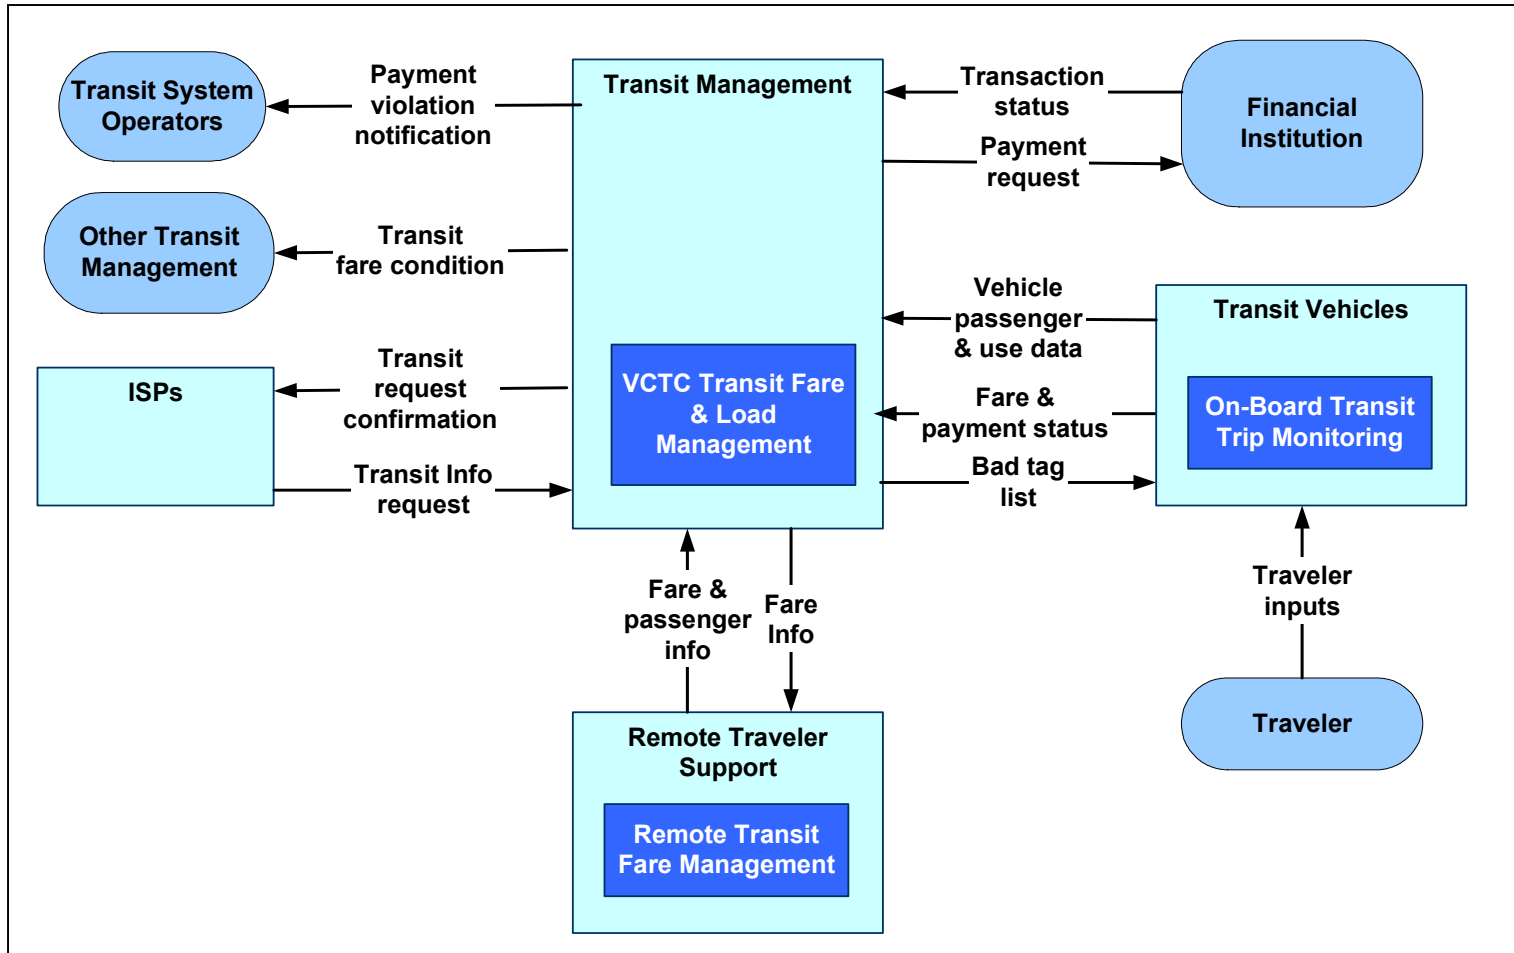 Transit System
Operators
Payment
violation
notification
Transit Management
Transaction
status
Payment
request
Financial
Institution
Other Transit
Management
Transit
fare condition
Vehicle
passenger
& use data
Transit Vehicles
ISPs
Transit
request
confirmation
VCTC Transit Fare
& Load
Management
Fare &
payment status
On-Board Transit
Trip Monitoring
Transit Info
request
Bad tag
list
Fare &
passenger
info
Fare
Info
Traveler
inputs
Remote Traveler
Support
Traveler
Remote Transit
Fare Management